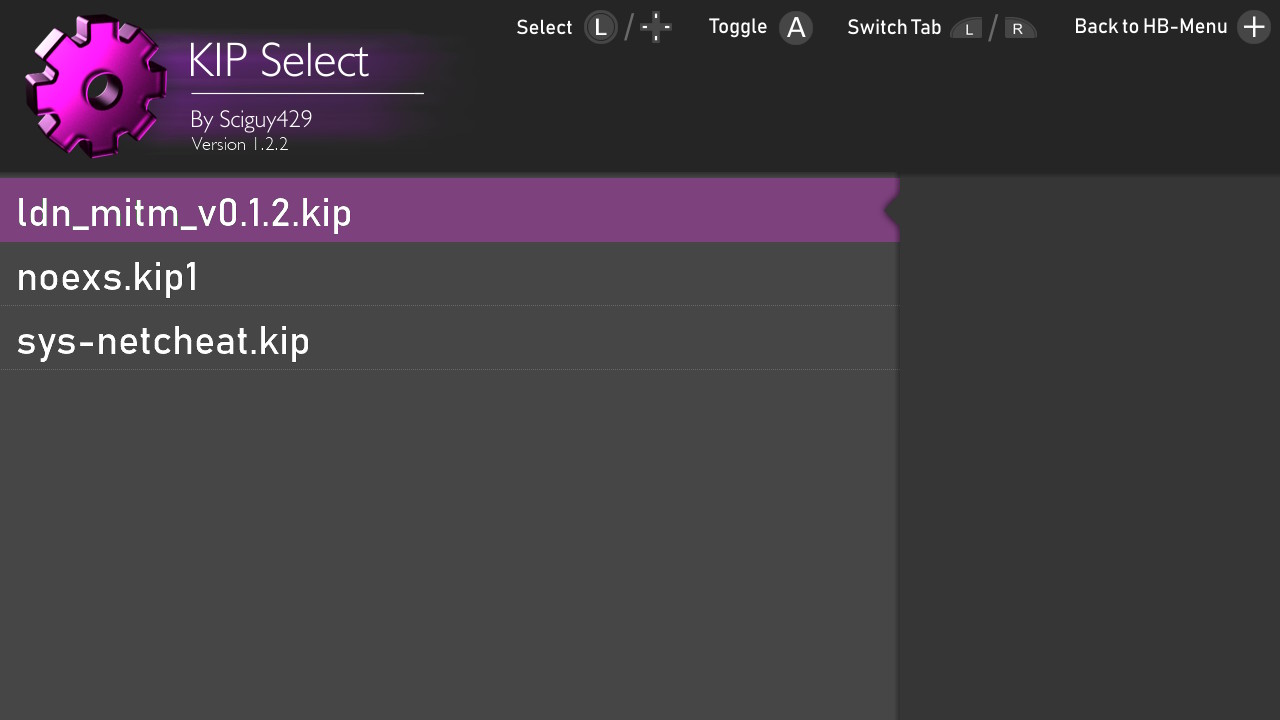 Select L / Toggle A Switch Tab L / R Back to HB-Menu +
KIP Select
By Sciguy429
Version 1.2.2
ldn_mitm_v0.1.2.kip
noexs.kip1
sys-netcheat.kip